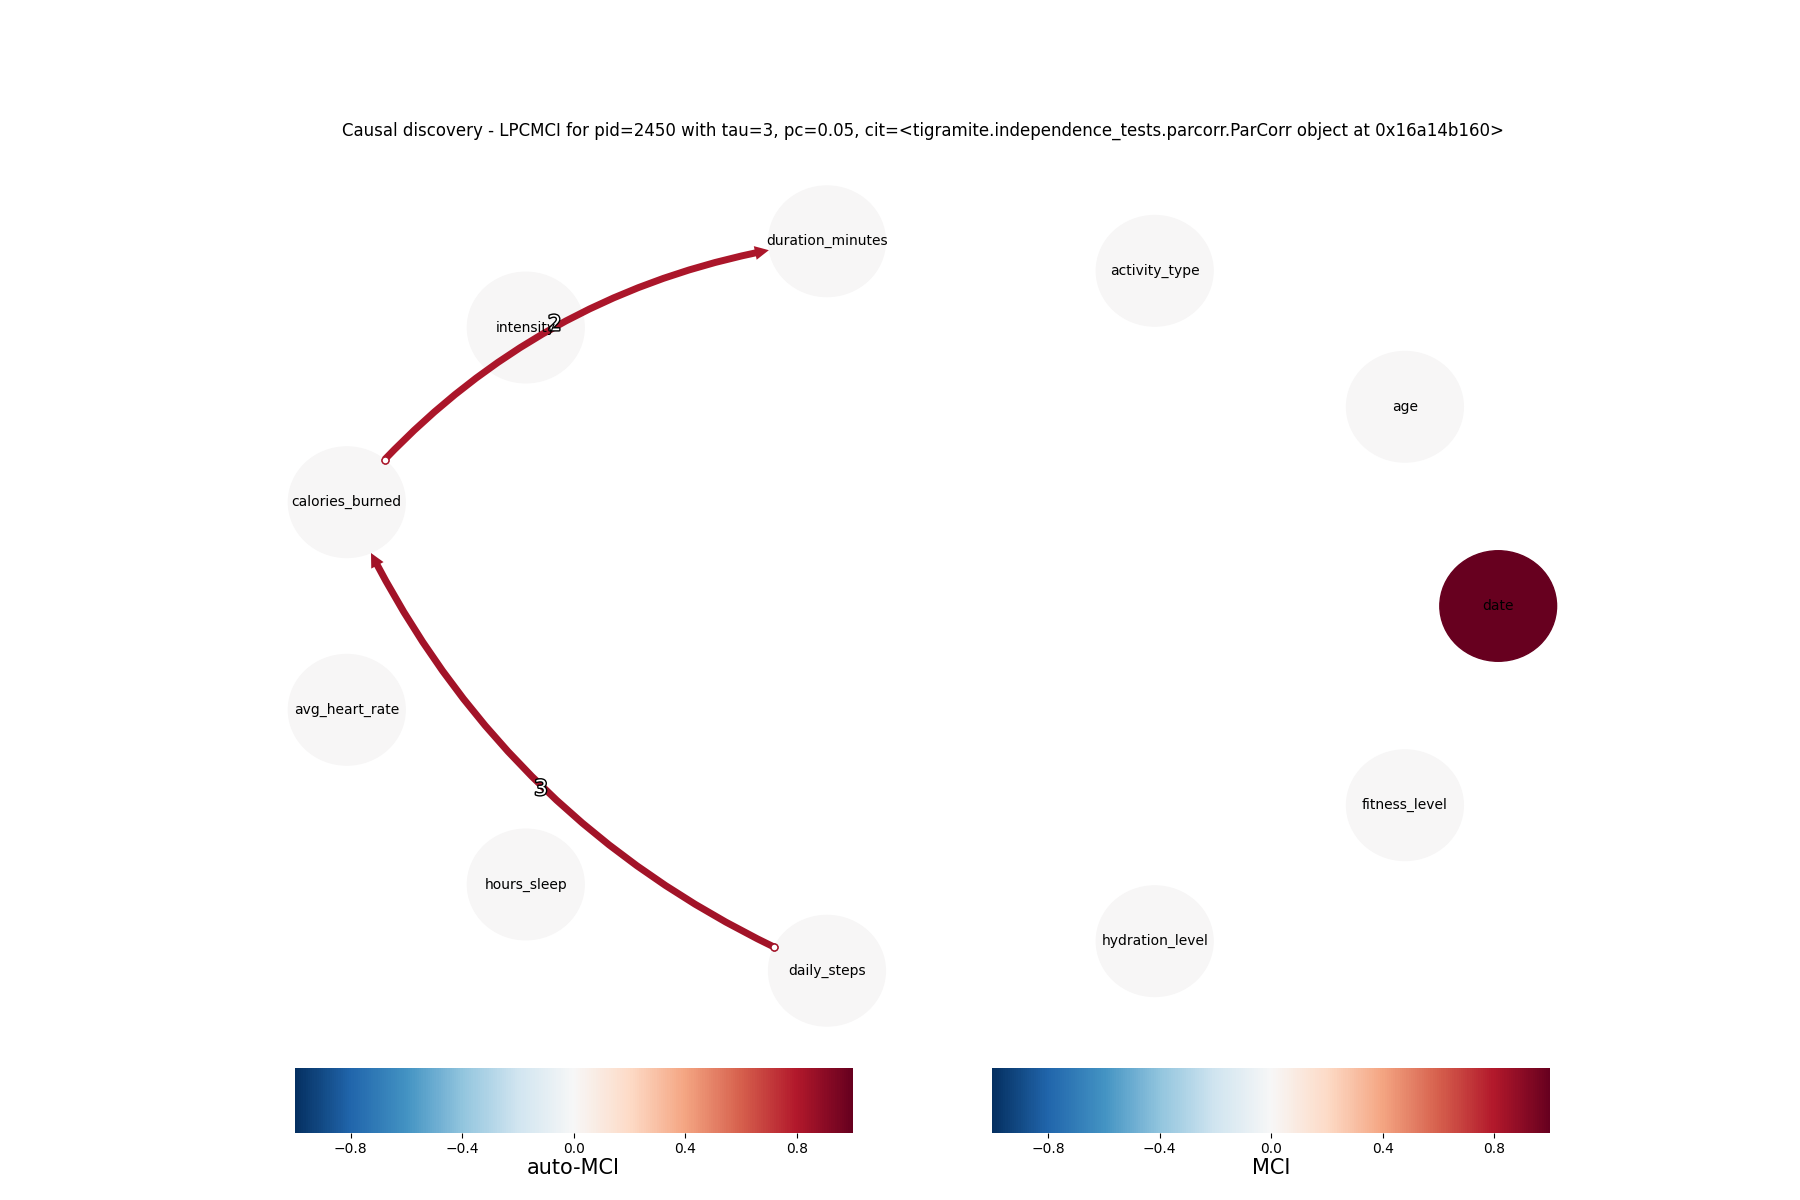 Causal discovery - LPCMCI for pid=2450 with tau=3, pc=0.05, cit=<tigramite.independence_tests.parcorr.ParCorr object at 0x16a14b160>
duration_minutes
activity_type
intensity
2
age
calories_burned
date
avg_heart_rate
3
fitness_level
hours_sleep
hydration_level
daily_steps
−0.8 −0.4 0.0 0.4 0.8
auto-MCI
−0.8 −0.4 0.0 0.4 0.8
MCI